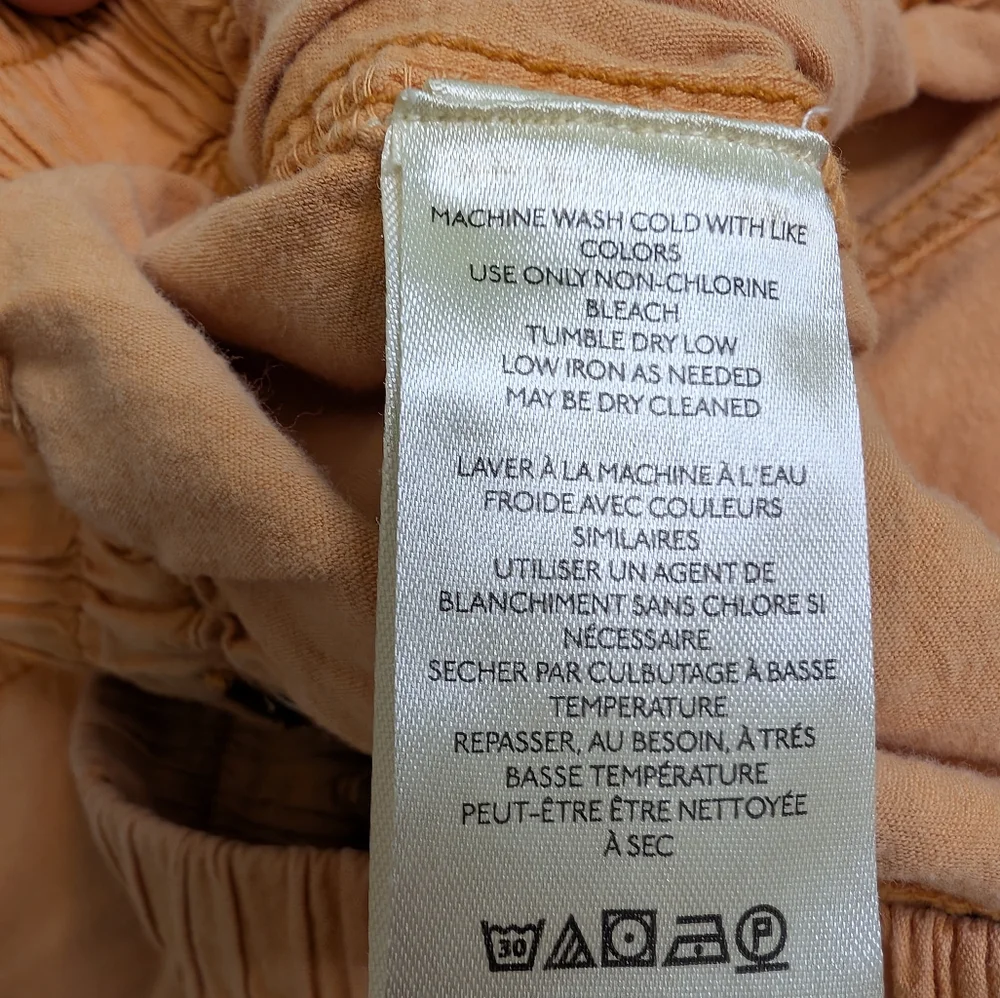 MACHINE WASH COLD WITH LIKE
COLORS
USE ONLY NON-CHLORINE
BLEACH
TUMBLE DRY LOW
LOW IRON AS NEEDED
MAY BE DRY CLEANED
LAVER À LA MACHINE À L'EAU
FROIDE AVEC COULEURS
SIMILAIRES
UTILISER UN AGENT DE
BLANCHIMENT SANS CHLORE SI
NÉCESSAIRE
SECHER PAR CULBUTAGE À BASSE
TEMPERATURE
REPASSER, AU BESOIN, À TRÉS
BASSE TEMPÉRATURE
PEUT-ÊTRE ÊTRE NETTOYÉE
À SEC
30 P